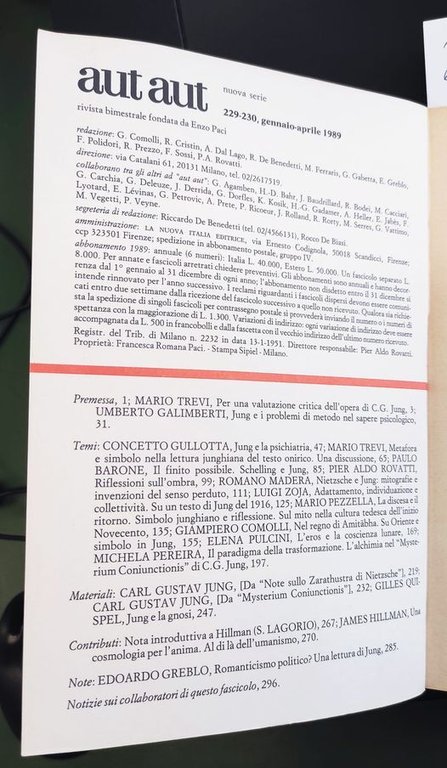 aut aut
nuova serie
229-230, gennaio-aprile 1989
rivista bimestrale fondata da Enzo Paci
redazione: G. Comolli, R. Cristin, A. Dal Lago, R. De Benedetti, M. Ferraris, G. Gabetta, E. Greblo,
F. Polidori, R. Prezzo, F. Sossi, P.A. Rovatti.
direzione: via Catalani 61, 20131 Milano, tel. 02/2617519.
collaborano tra gli altri ad "aut aut": G. Agamben, H.-D. Bahr, J. Baudrillard, R. Bodei, M. Cacciari,
G. Carchia, G. Deleuze, J. Derrida, G. Dorfles, K. Kosik, H.-G. Gadamer, A. Heller, E. Jabès, F.
Lyotard, E. Lévinas, G. Petrovic, A. Prete, P. Ricoeur, J. Rolland, R. Rorty, M. Serres, G. Vattimo,
M. Vegetti, P. Veyne.
segreteria di redazione: Riccardo De Benedetti (tel. 02/4566131), Rocco De Biasi.
amministrazione: LA NUOVA ITALIA EDITRICE, via Ernesto Codignola, 50018 Scandicci, Firenze;
ccp 323501 Firenze; spedizione in abbonamento postale, gruppo IV.
abbonamento 1989: annuale (6 numeri): Italia L. 40.000, Estero L. 50.000. Un fascicolo separato L.
8.000. Per annate e fascicoli arretrati chiedere preventivi. Gli abbonamenti sono annuali e hanno decor-
renza dal 1° gennaio al 31 dicembre di ogni anno; l'abbonamento non disdetto entro il 31 dicembre si
intende rinnovato per l'anno successivo. I reclami riguardanti i fascicoli dispersi devono essere comuni-
cati entro due settimane dalla ricezione del fascicolo successivo a quello non ricevuto. Qualora sia richie-
sta la spedizione di singoli fascicoli per contrassegno postale si provvederà inviando il numero o i numeri di
spettanza con la maggiorazione di L. 1.300. Variazioni di indirizzo: ogni variazione di indirizzo deve essere
accompagnata da L. 500 in francobolli e dalla fascetta con il vecchio indirizzo dell'ultimo numero ricevuto.
Registr. del Trib. di Milano n. 2232 in data 13-1-1951. Direttore responsabile: Pier Aldo Rovatti.
Proprietà: Francesca Romana Paci. - Stampa Sipiel - Milano.
Premessa, 1; MARIO TREVI, Per una valutazione critica dell'opera di C.G. Jung, 3;
UMBERTO GALIMBERTI, Jung e i problemi di metodo nel sapere psicologico,
31.
Temi: CONCETTO GULLOTTA, Jung e la psichiatria, 47; MARIO TREVI, Metafora
e simbolo nella lettura junghiana del testo onirico. Una discussione, 65; PAULO
BARONE, Il finito possibile. Schelling e Jung, 85; PIER ALDO ROVATTI,
Riflessioni sull'ombra, 99; ROMANO MADERA, Nietzsche e Jung: mitografie e
invenzioni del senso perduto, 111; LUIGI ZOJA, Adattamento, individuazione e
collettività. Su un testo di Jung del 1916, 125; MARIO PEZZELLA, La discesa e il
ritorno. Simbolo junghiano e riflessione. Sul mito nella cultura tedesca dell'inizio
Novecento, 135; GIAMPIERO COMOLLI, Nel regno di Amitābha. Su Oriente e
simbolo in Jung, 155; ELENA PULCINI, L'eros e la coscienza lunare, 169;
MICHELA PEREIRA, Il paradigma della trasformazione. L'alchimia nel "Myste-
rium Coniunctionis" di C.G. Jung, 197.
Materiali: CARL GUSTAV JUNG, [Da "Note sullo Zarathustra di Nietzsche"], 219;
CARL GUSTAV JUNG, [Da "Mysterium Coniunctionis"], 232; GILLES QUI-
SPEL, Jung e la gnosi, 247.
Contributi: Nota introduttiva a Hillman (S. LAGORIO), 267; JAMES HILLMAN, Una
cosmologia per l'anima. Al di là dell'umanismo, 270.
Note: EDOARDO GREBLO, Romanticismo politico? Una lettura di Jung, 285.
Notizie sui collaboratori di questo fascicolo, 296.